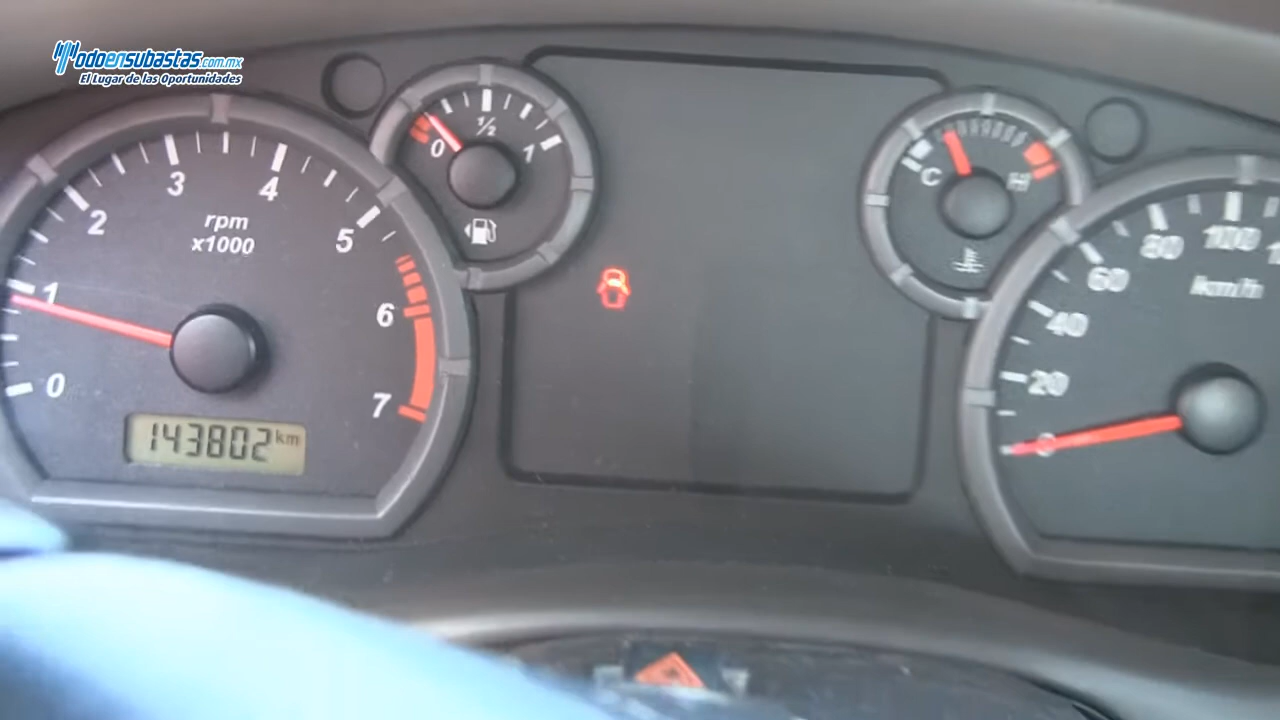 Todoensubastas.com.mx
El Lugar de las Oportunidades
0
1
2
3
4
5
6
7
rpm
x1000
143802 km
0
1/2
1
C
H
0
20
40
60
80
100
km/h